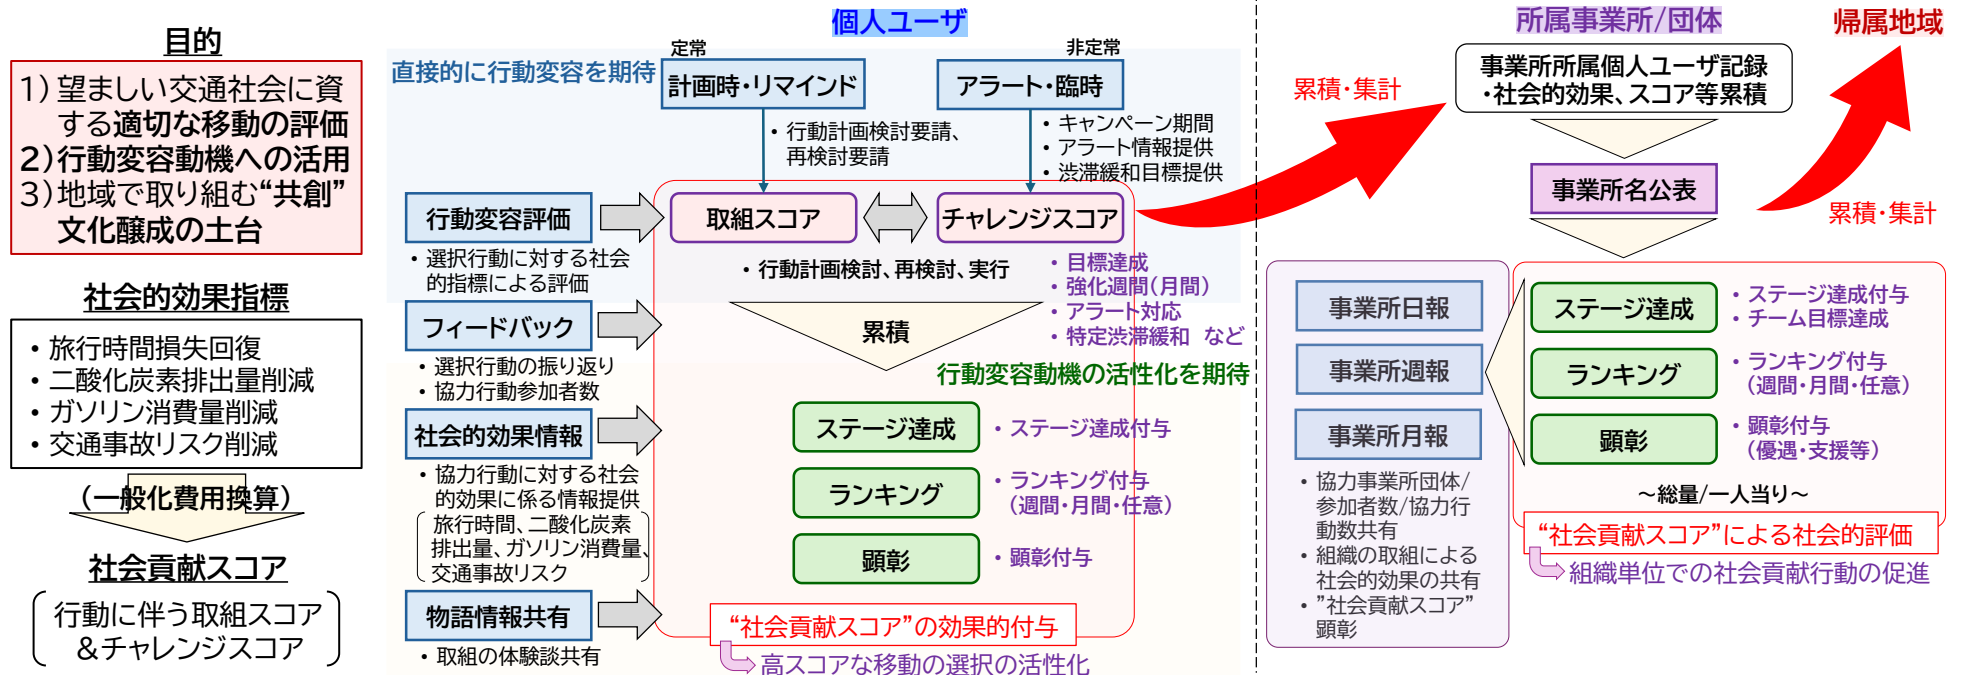 目的
1)望ましい交通社会に資
する適切な移動の評価
2)行動変容動機への活用
3)地域で取り組む“共創”
文化醸成の土台
社会的効果指標
・旅行時間損失回復
・二酸化炭素排出量削減
・ガソリン消費量削減
・交通事故リスク削減
(一般化費用換算)
社会貢献スコア
行動に伴う取組スコア
&チャレンジスコア
個人ユーザ
直接的に行動変容を期待
定常
計画時・リマインド
非定常
アラート・臨時
・行動計画検討要請、
再検討要請
・キャンペーン期間
・アラート情報提供
・渋滞緩和目標提供
行動変容評価
・選択行動に対する社会
的指標による評価
取組スコア
チャレンジスコア
・行動計画検討、再検討、実行
・目標達成
・強化週間(月間)
・アラート対応
・特定渋滞緩和 など
フィードバック
・選択行動の振り返り
・協力行動参加者数
累積
行動変容動機の活性化を期待
社会的効果情報
・協力行動に対する社会
的効果に係る情報提供
旅行時間、二酸化炭素
排出量、ガソリン消費量、
交通事故リスク
ステージ達成
・ステージ達成付与
ランキング
・ランキング付与
(週間・月間・任意)
顕彰
・顕彰付与
物語情報共有
・取組の体験談共有
“社会貢献スコア”の効果的付与
高スコアな移動の選択の活性化
累積・集計
所属事業所/団体
帰属地域
事業所所属個人ユーザ記録
・社会的効果、スコア等累積
事業所名公表
累積・集計
事業所日報
事業所週報
事業所月報
・協力事業所団体/
参加者数/協力行
動数共有
・組織の取組による
社会的効果の共有
・”社会貢献スコア”
顕彰
ステージ達成
・ステージ達成付与
・チーム目標達成
ランキング
・ランキング付与
(週間・月間・任意)
顕彰
・顕彰付与
(優遇・支援等)
~総量/一人当り~
“社会貢献スコア”による社会的評価
組織単位での社会貢献行動の促進